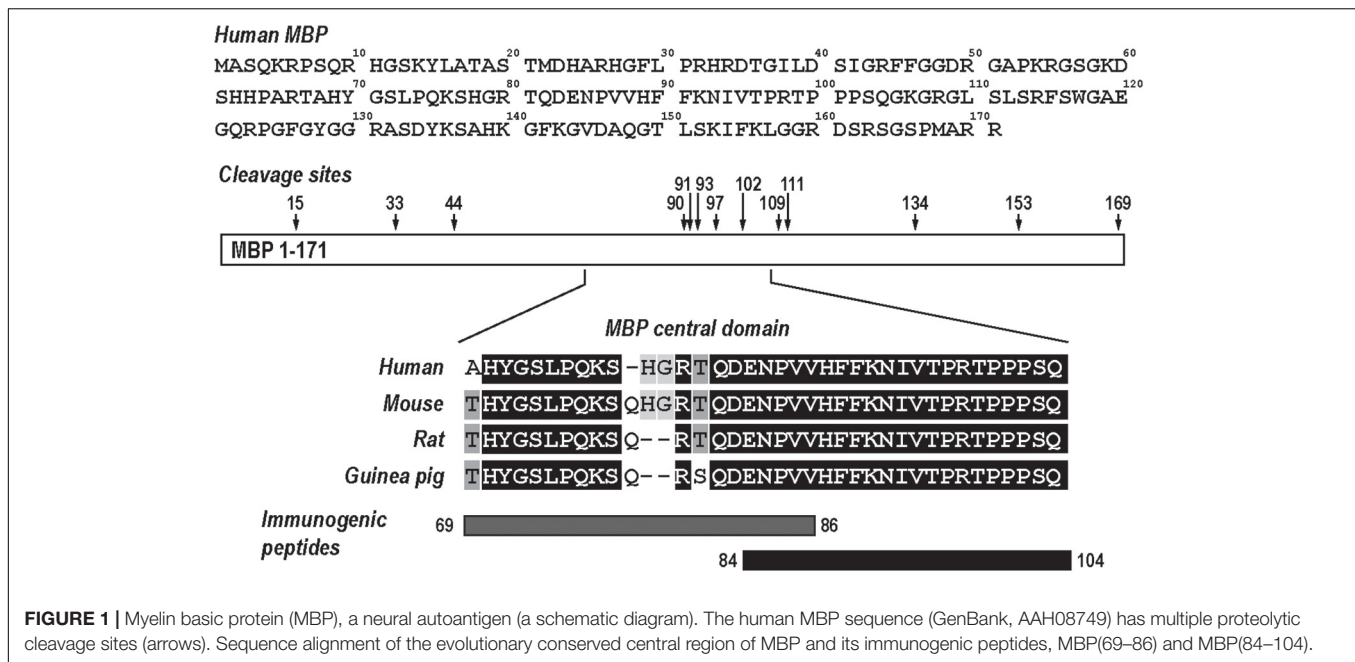 Human MBP
10 20 30 40 50 60
MASQKRPSQR HGSKYLATAS TMDHARHGFL PRHRDTGILD SIGRFFGGDR GAPKRGSGKD
70 80 90 100 110 120
SHHPARTAHY GSLPQKSHGR TQDENPVVHF FKNIVTPRTP PPSQGKGRGL SLSRFSWGAE
130 140 150 160 170
GQRPGFGYGG RASDYKSAHK GFKGVDAQGT LSKIFKLGGR DSRSGSPMAR R
Cleavage sites
91 93 102 111
15 33 44 90 97 109 134 153 169
MBP 1-171
MBP central domain
Human AHYGSLPQKS-HGRTQDENPVVHFFKNIVTPRTPPPSQ
Mouse THYGSLPQKSQHGRTQDENPVVHFFKNIVTPRTPPPSQ
Rat THYGSLPQKSQ--RTQDENPVVHFFKNIVTPRTPPPSQ
Guinea pig THYGSLPQKSQ--RSQDENPVVHFFKNIVTPRTPPPSQ
Immunogenic 69 86
peptides
84 104
FIGURE 1 | Myelin basic protein (MBP), a neural autoantigen (a schematic diagram). The human MBP sequence (GenBank, AAH08749) has multiple proteolytic
cleavage sites (arrows). Sequence alignment of the evolutionary conserved central region of MBP and its immunogenic peptides, MBP(69–86) and MBP(84–104).